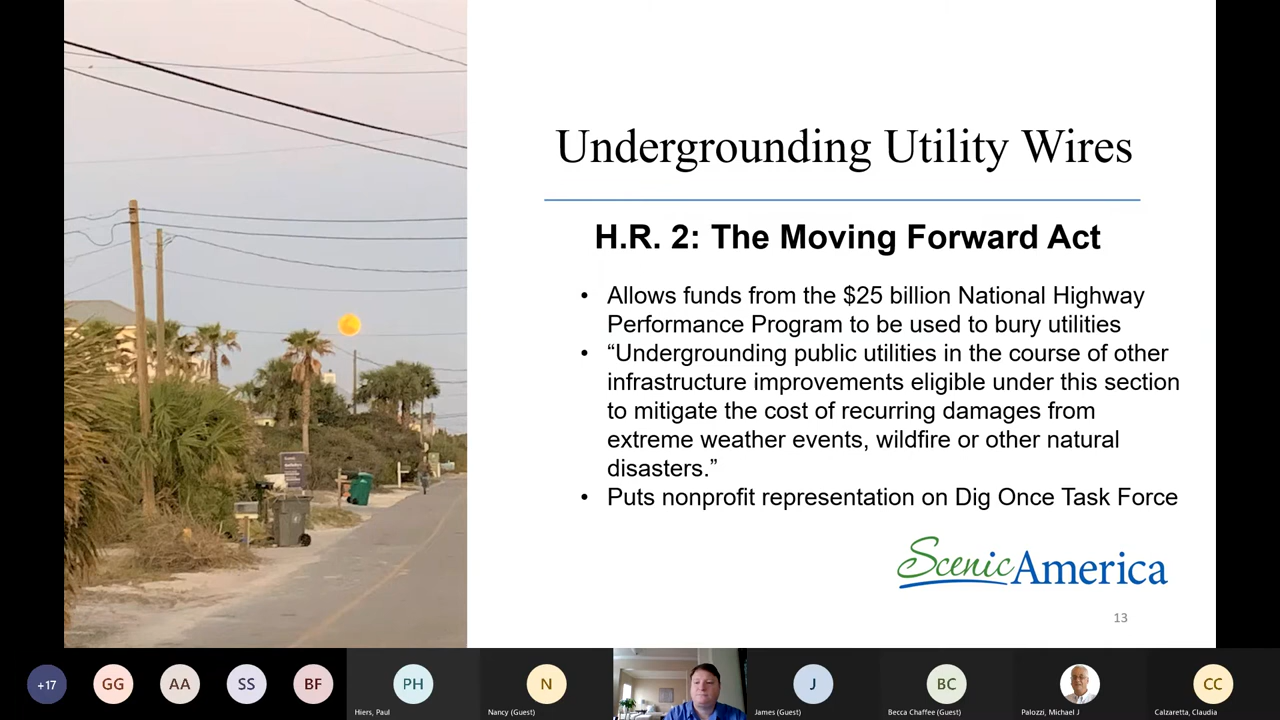 Undergrounding Utility Wires
H.R. 2: The Moving Forward Act
• Allows funds from the $25 billion National Highway
Performance Program to be used to bury utilities
• “Undergrounding public utilities in the course of other
infrastructure improvements eligible under this section
to mitigate the cost of recurring damages from
extreme weather events, wildfire or other natural
disasters.”
• Puts nonprofit representation on Dig Once Task Force
ScenicAmerica
13
+17
GG
AA
SS
BF
PH
N
J
BC
CC
Hiers, Paul
Nancy (Guest)
James (Guest)
Becca Chaffee (Guest)
Palozzi, Michael J
Calzaretta, Claudia